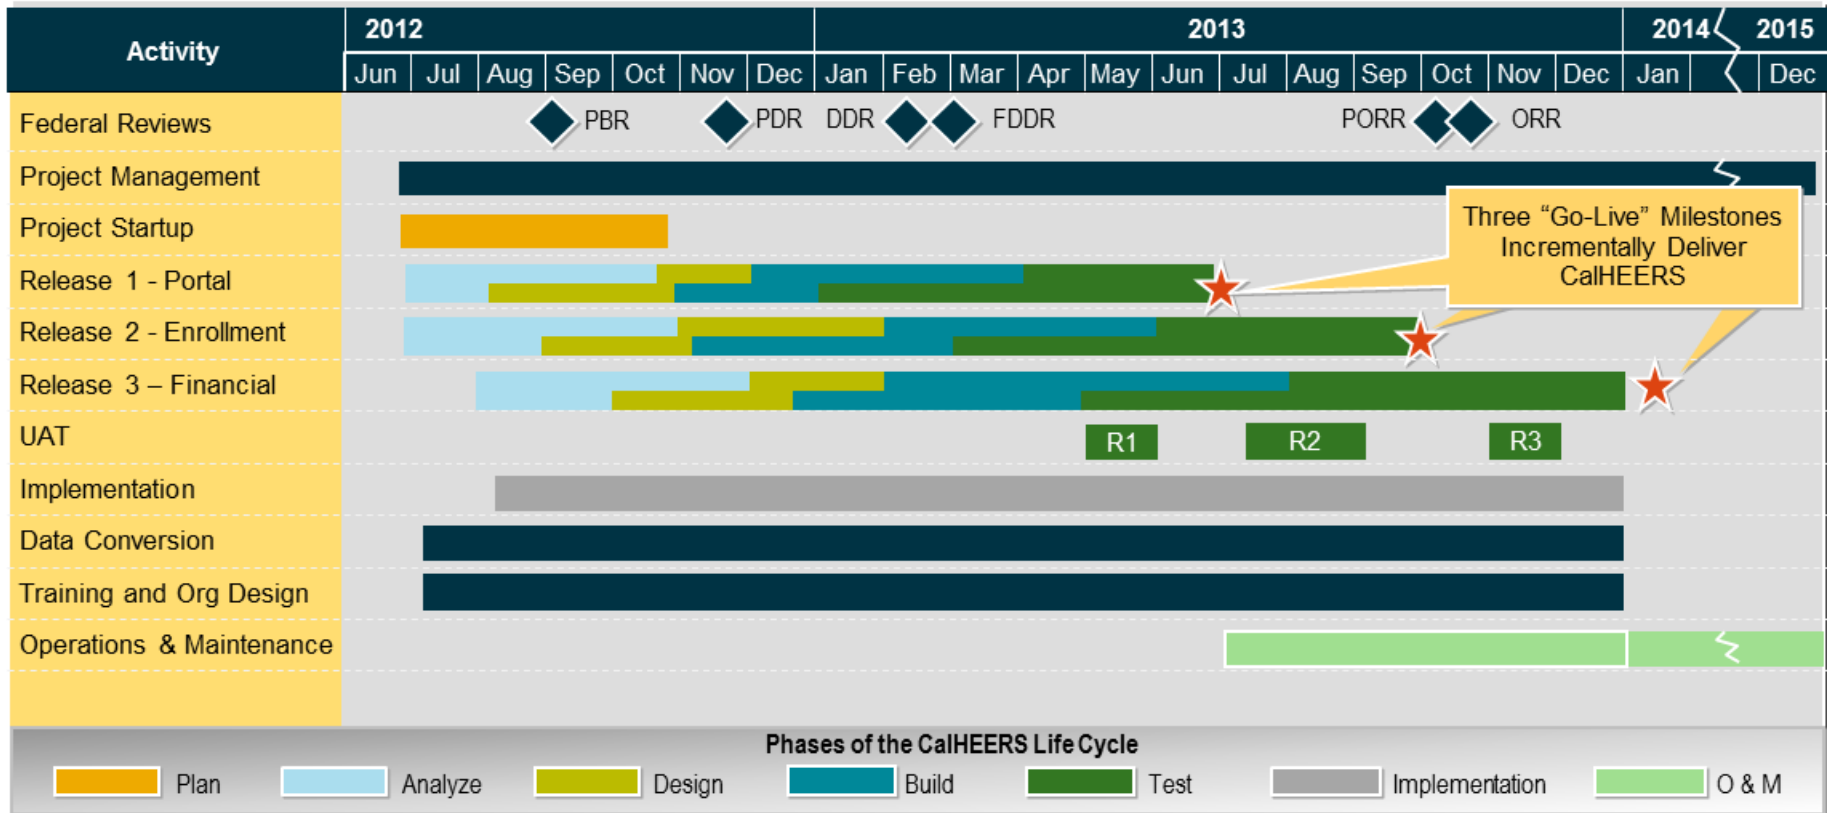 Activity
2012 2013 2014 2015
Jun Jul Aug Sep Oct Nov Dec Jan Feb Mar Apr May Jun Jul Aug Sep Oct Nov Dec Jan Dec
Federal Reviews PBR PDR DDR FDDR PORR ORR
Project Management
Project Startup
Three “Go-Live” Milestones
Incrementally Deliver
CalHEERS
Release 1 - Portal
Release 2 - Enrollment
Release 3 – Financial
UAT R1 R2 R3
Implementation
Data Conversion
Training and Org Design
Operations & Maintenance
Phases of the CalHEERS Life Cycle
Plan Analyze Design Build Test Implementation O & M